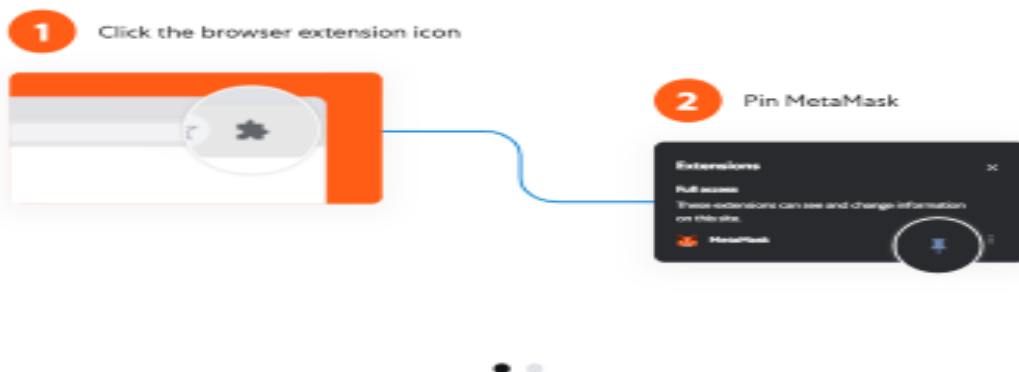 1
Click the browser extension icon
2
Pin MetaMask
Extensions
Full access
These extensions can see and change information
on this site.
MetaMask